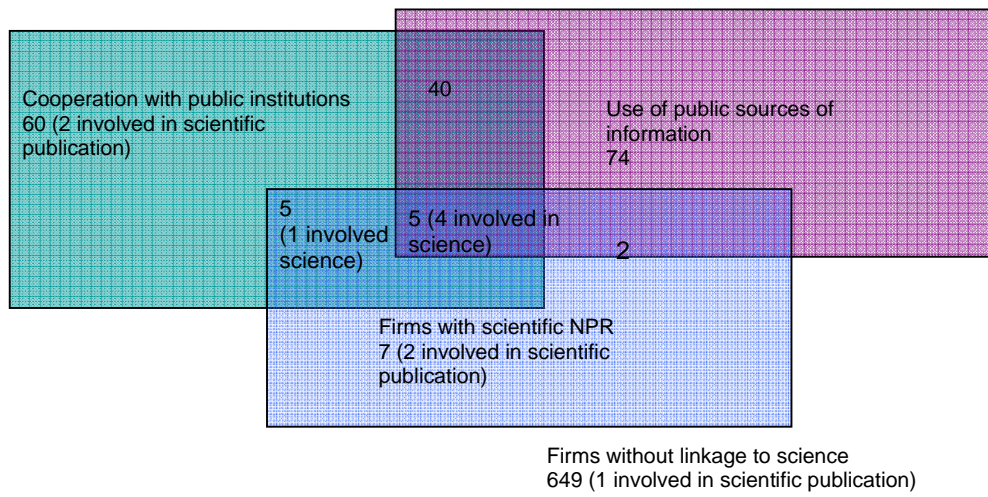 Cooperation with public institutions
60 (2 involved in scientific
publication)
40
Use of public sources of
information
74
5
(1 involved
science)
5 (4 involved in
science)
2
Firms with scientific NPR
7 (2 involved in scientific
publication)
Firms without linkage to science
649 (1 involved in scientific publication)